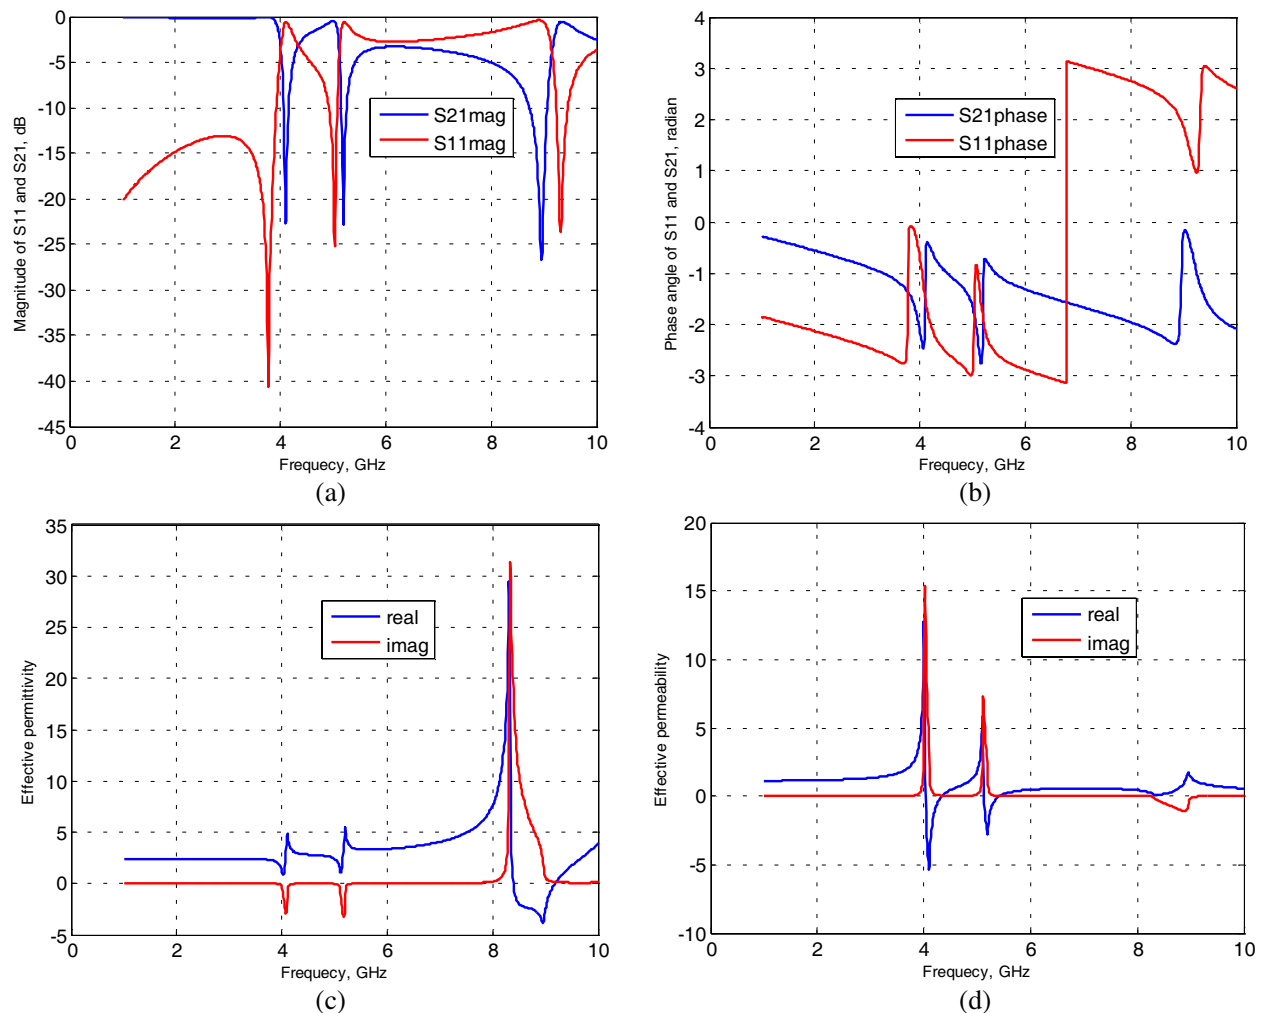 0
-5
-10
-15
-20
-25
-30
-35
-40
-45
0 2 4 6 8 10
Magnitude of S11 and S21, dB
Frequecy, GHz
S21mag
S11mag
(a)
4
3
2
1
0
-1
-2
-3
-4
0 2 4 6 8 10
Phase angle of S11 and S21, radian
Frequecy, GHz
S21phase
S11phase
(b)
35
30
25
20
15
10
5
0
-5
0 2 4 6 8 10
Effective permittivity
Frequecy, GHz
real
imag
(c)
20
15
10
5
0
-5
-10
0 2 4 6 8 10
Effective permeability
Frequecy, GHz
real
imag
(d)